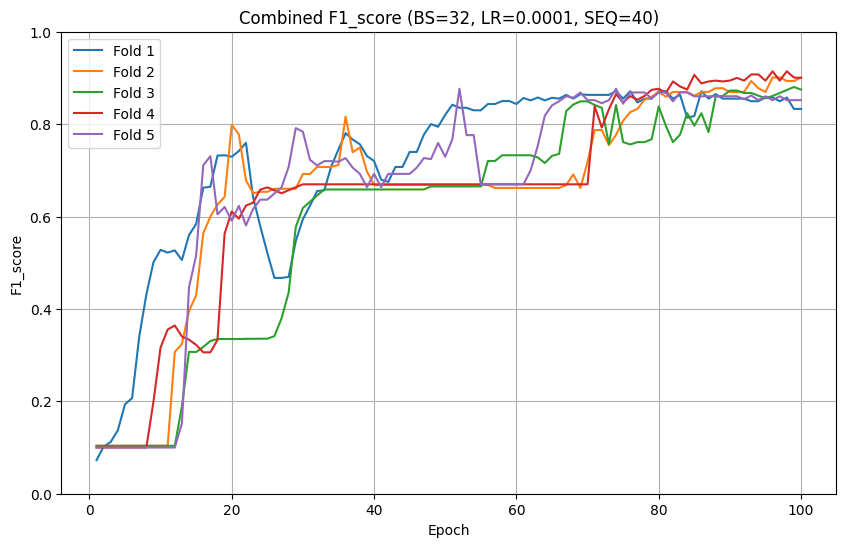 Combined F1_score (BS=32, LR=0.0001, SEQ=40)
Fold 1
Fold 2
Fold 3
Fold 4
Fold 5
F1_score
1.0
0.8
0.6
0.4
0.2
0.0
0 20 40 60 80 100
Epoch